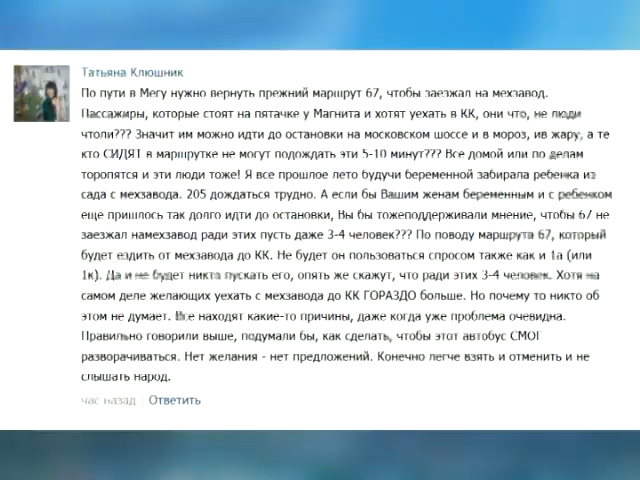 Татьяна Клюшник
По пути в Мегу нужно вернуть прежний маршрут 67, чтобы заезжал на мехзавод.
Пассажиры, которые стоят на пятачке у Магнита и хотят уехать в КК, они что, не люди
чтоли??? Значит им можно идти до остановки на московском шоссе и в мороз, ив жару, а те
кто СИДЯТ в маршрутке не могут подождать эти 5-10 минут??? Все домой или по делам
торопятся и эти люди тоже! Я все прошлое лето будучи беременной забирала ребенка из
сада с мехзавода. 205 дождаться трудно. А если бы Вашим женам беременным и с ребенком
еще пришлось так долго идти до остановки, Вы бы тожеподдерживали мнение, чтобы 67 не
заезжал намехзавод ради этих пусть даже 3-4 человек??? По поводу маршрута 67, который
будет ездить от мехзавода до КК. Не будет он пользоваться спросом также как и 1а (или
1к). Да и не будет никто пускать его, опять же скажут, что ради этих 3-4 человек. Хотя на
самом деле желающих уехать с мехзавода до КК ГОРАЗДО больше. Но почему то никто об
этом не думает. Все находят какие-то причины, даже когда уже проблема очевидна.
Правильно говорили выше, подумали бы, как сделать, чтобы этот автобус СМОГ
разворачиваться. Нет желания - нет предложений. Конечно легче взять и отменить и не
слышать народ.
час назад | Ответить